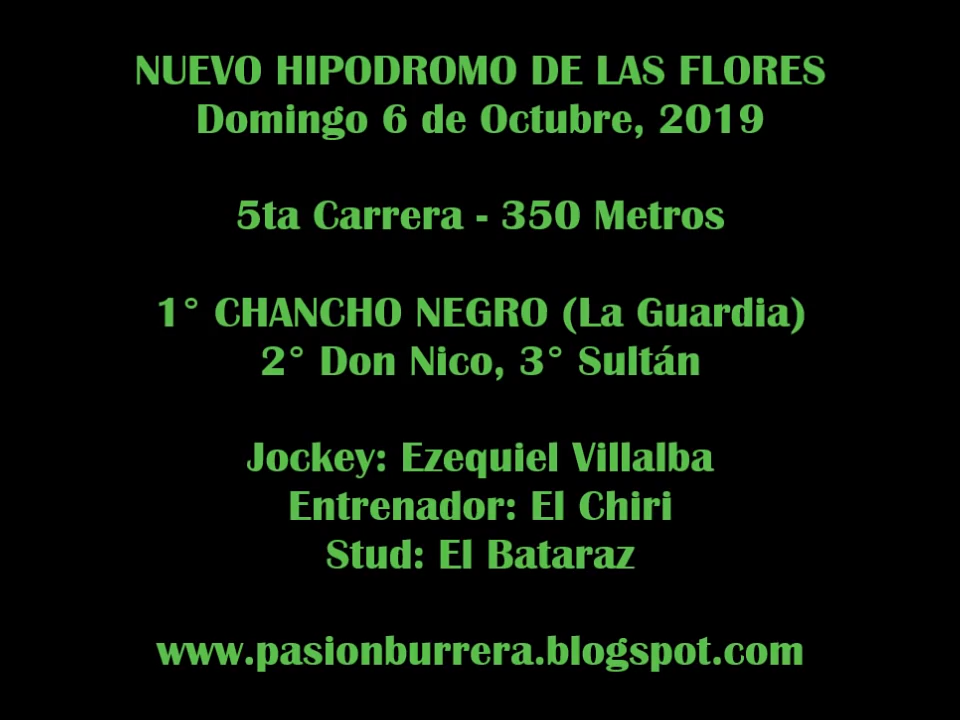 NUEVO HIPODROMO DE LAS FLORES
Domingo 6 de Octubre, 2019
5ta Carrera - 350 Metros
1° CHANCHO NEGRO (La Guardia)
2° Don Nico, 3° Sultán
Jockey: Ezequiel Villalba
Entrenador: El Chiri
Stud: El Bataraz
www.pasionburrera.blogspot.com